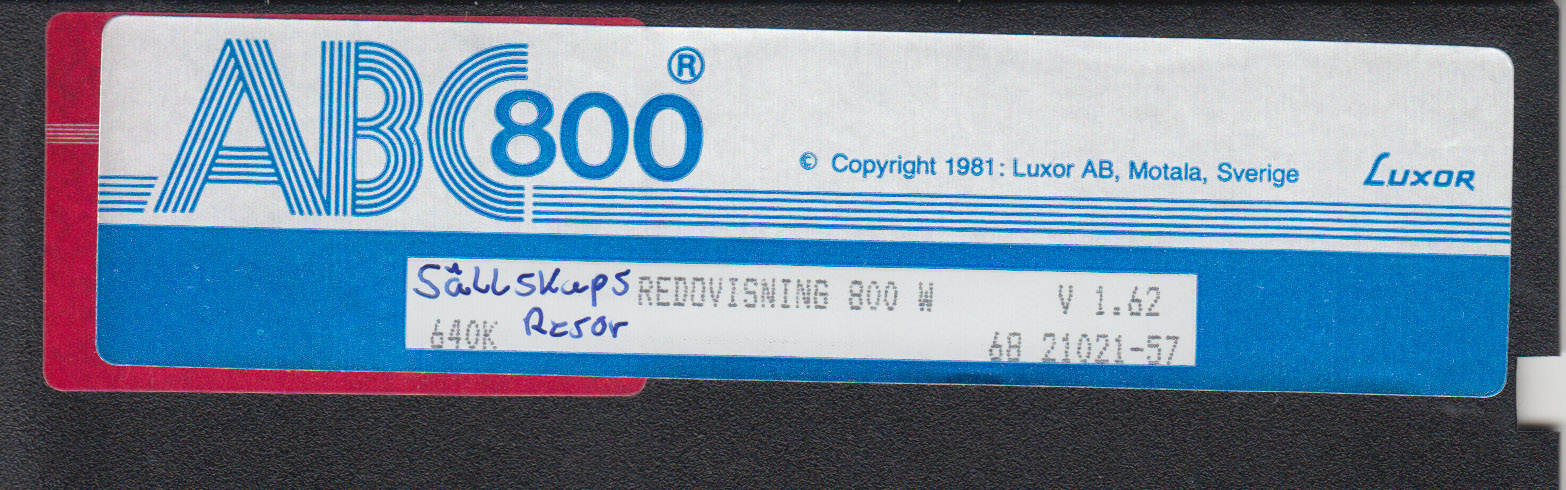 ABC800®
© Copyright 1981: Luxor AB, Motala, Sverige
LUXOR
Sällskaps REDOVISNING 800 W V 1.62
640K Resor 68 21021-57